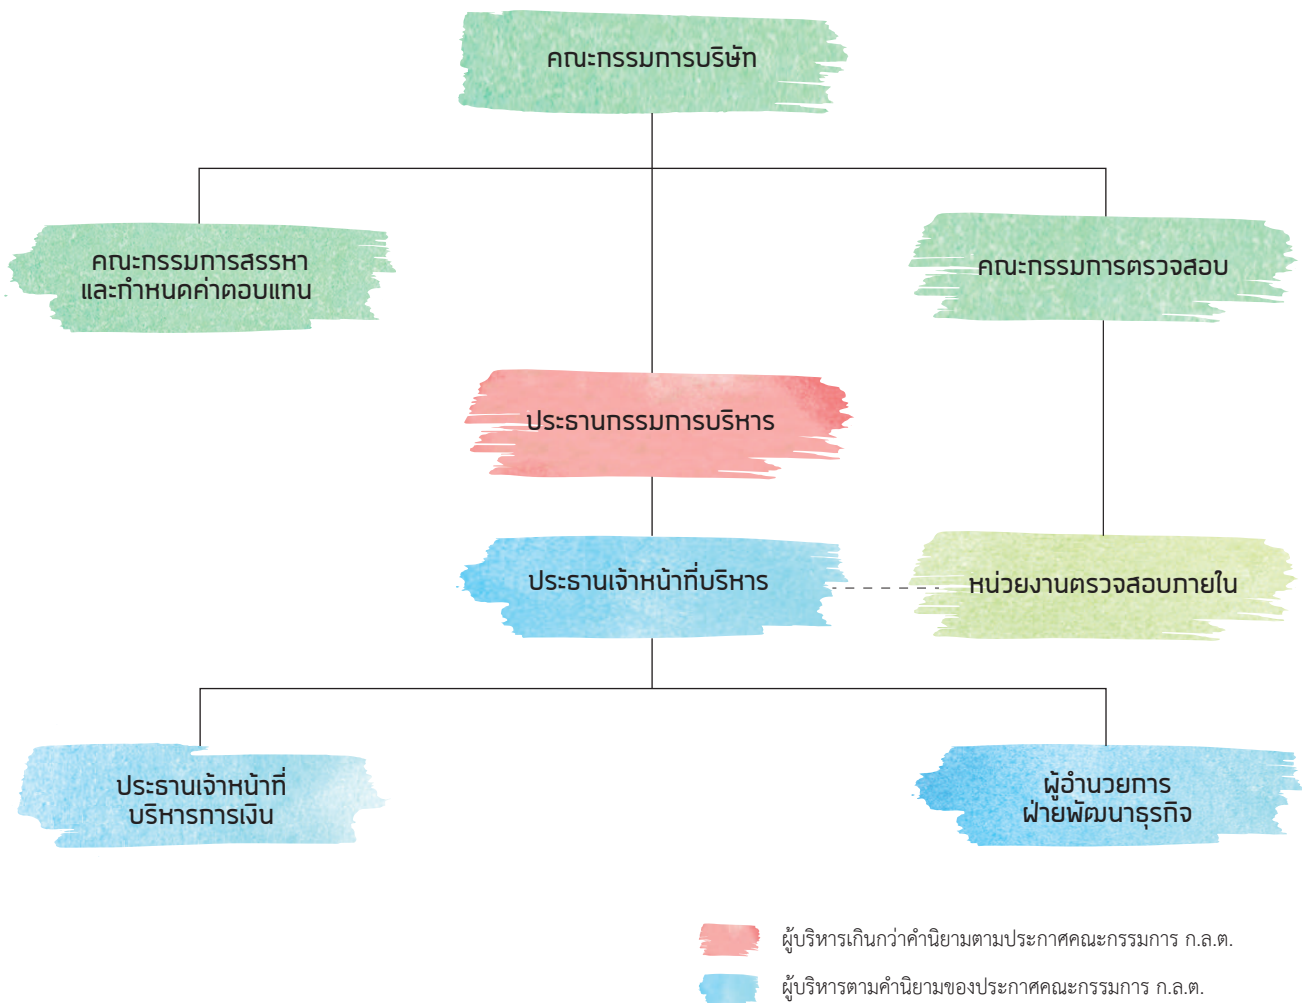 คณะกรรมการบริษัท
คณะกรรมการสรรหา
และกำหนดค่าตอบแทน
คณะกรรมการตรวจสอบ
ประธานกรรมการบริหาร
ประธานเจ้าหน้าที่บริหาร
หน่วยงานตรวจสอบภายใน
ประธานเจ้าหน้าที่
บริหารการเงิน
ผู้อำนวยการ
ฝ่ายพัฒนาธุรกิจ
ผู้บริหารเกินกว่าคำนิยามตามประกาศคณะกรรมการ ก.ล.ต.
ผู้บริหารตามคำนิยามของประกาศคณะกรรมการ ก.ล.ต.